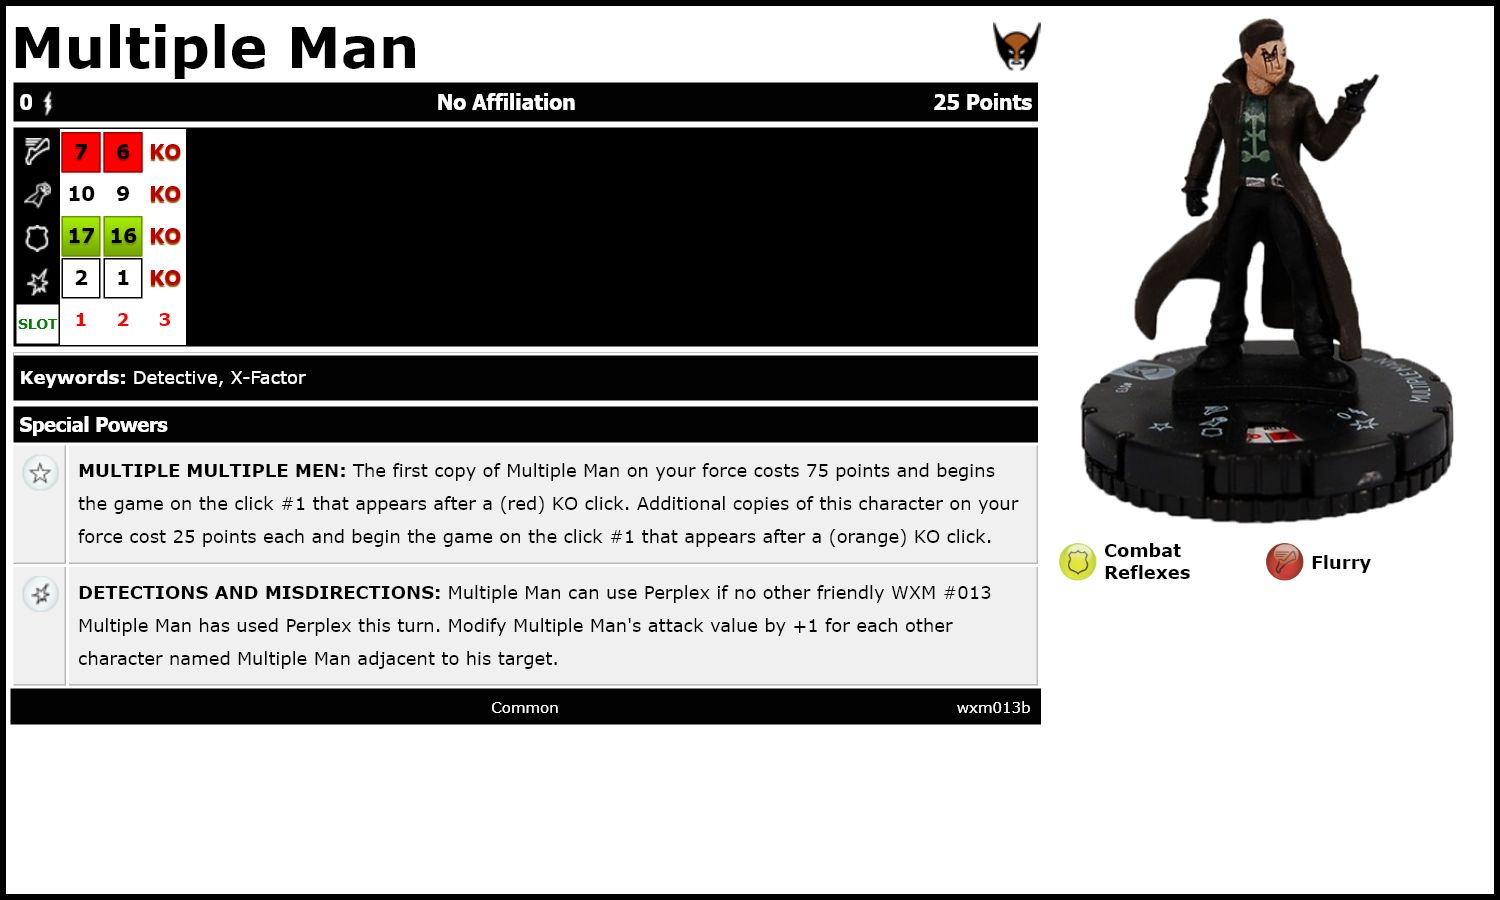 Multiple Man
0 No Affiliation 25 Points
7 6 KO
10 9 KO
17 16 KO
2 1 KO
SLOT 1 2 3
Keywords: Detective, X-Factor
Special Powers
MULTIPLE MULTIPLE MEN: The first copy of Multiple Man on your force costs 75 points and begins
the game on the click #1 that appears after a (red) KO click. Additional copies of this character on your
force cost 25 points each and begin the game on the click #1 that appears after a (orange) KO click.
DETECTIONS AND MISDIRECTIONS: Multiple Man can use Perplex if no other friendly WXM #013
Multiple Man has used Perplex this turn. Modify Multiple Man's attack value by +1 for each other
character named Multiple Man adjacent to his target.
Common wxm013b
MULTIPLE MAN
0
Combat
Reflexes
Flurry